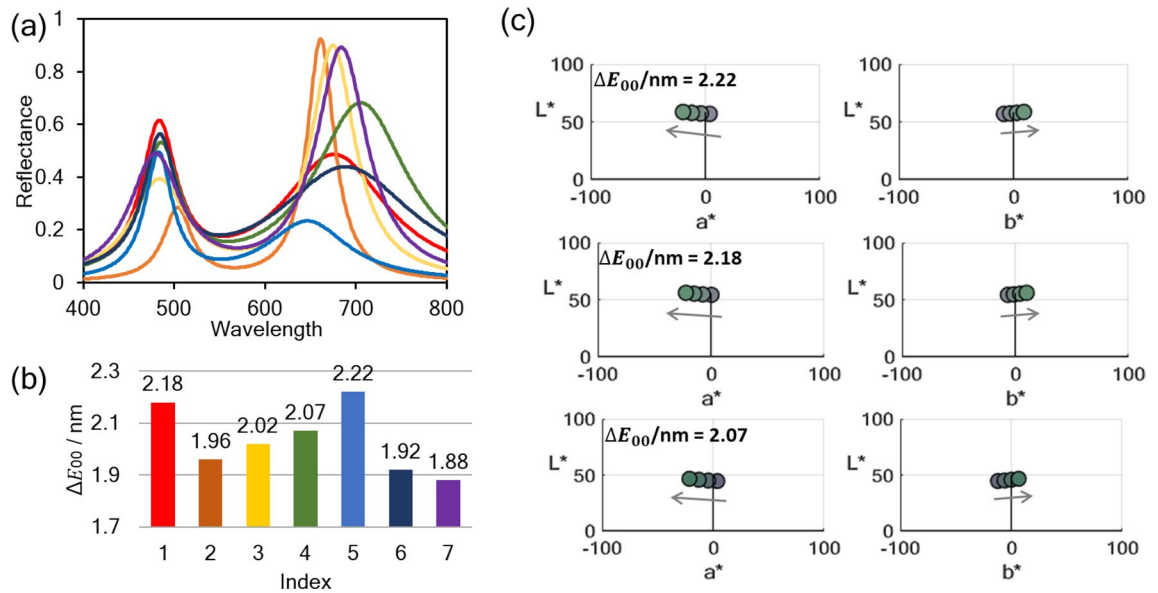 (a)
1
0.8
0.6
0.4
0.2
0
Reflectance
400
500
600
700
800
Wavelength
(b)
2.3
2.1
1.9
1.7
ΔE00 / nm
2.18
1.96
2.02
2.07
2.22
1.92
1.88
1
2
3
4
5
6
7
Index
(c)
100
L* 50
0
ΔE00/nm = 2.22
-100 0 100
a*
100
L* 50
0
-100 0 100
b*
100
L* 50
0
ΔE00/nm = 2.18
-100 0 100
a*
100
L* 50
0
-100 0 100
b*
100
L* 50
0
ΔE00/nm = 2.07
-100 0 100
a*
100
L* 50
0
-100 0 100
b*